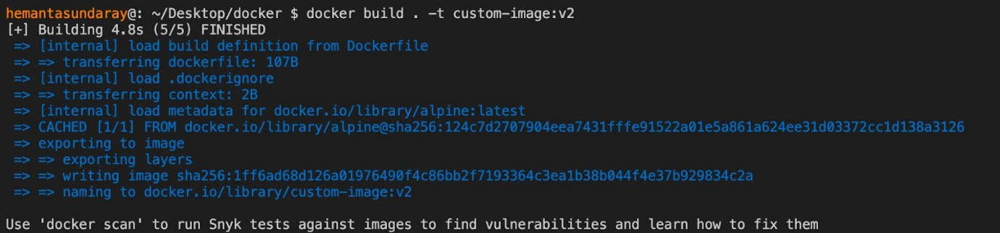 hemantasundaray@: ~/Desktop/docker $ docker build . -t custom-image:v2
[+] Building 4.8s (5/5) FINISHED
=> [internal] load build definition from Dockerfile
=> => transferring dockerfile: 107B
=> [internal] load .dockerignore
=> => transferring context: 2B
=> [internal] load metadata for docker.io/library/alpine:latest
=> CACHED [1/1] FROM docker.io/library/alpine@sha256:124c7d2707904eea7431fffe91522a01e5a861a624ee31d03372cc1d138a3126
=> exporting to image
=> => exporting layers
=> => writing image sha256:1ff6ad68d126a01976490f4c86bb2f7193364c3ea1b38b044f4e37b929834c2a
=> => naming to docker.io/library/custom-image:v2
Use 'docker scan' to run Snyk tests against images to find vulnerabilities and learn how to fix them